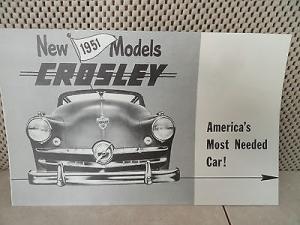 New 1951 Models
CROSLEY
America's
Most Needed
Car!